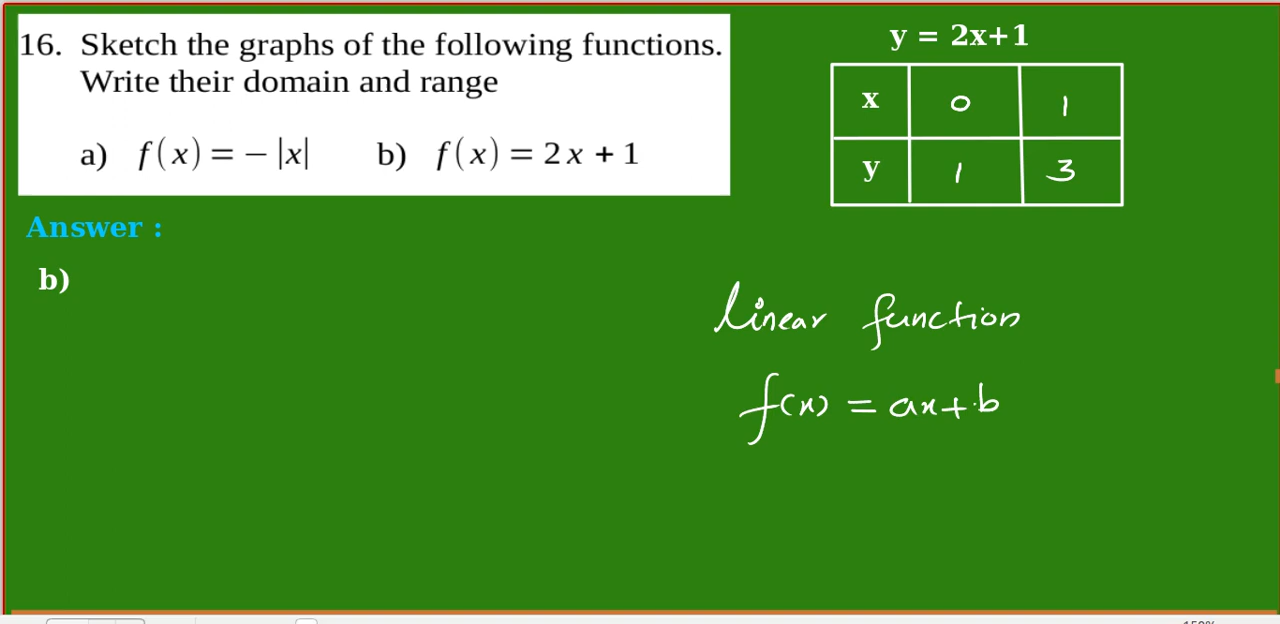 16. Sketch the graphs of the following functions.
Write their domain and range
a) f(x) = – |x| b) f(x) = 2x + 1
y = 2x+1
x 0 1
y 1 3
Answer :
b)
linear function
f(x) = ax+b
150%